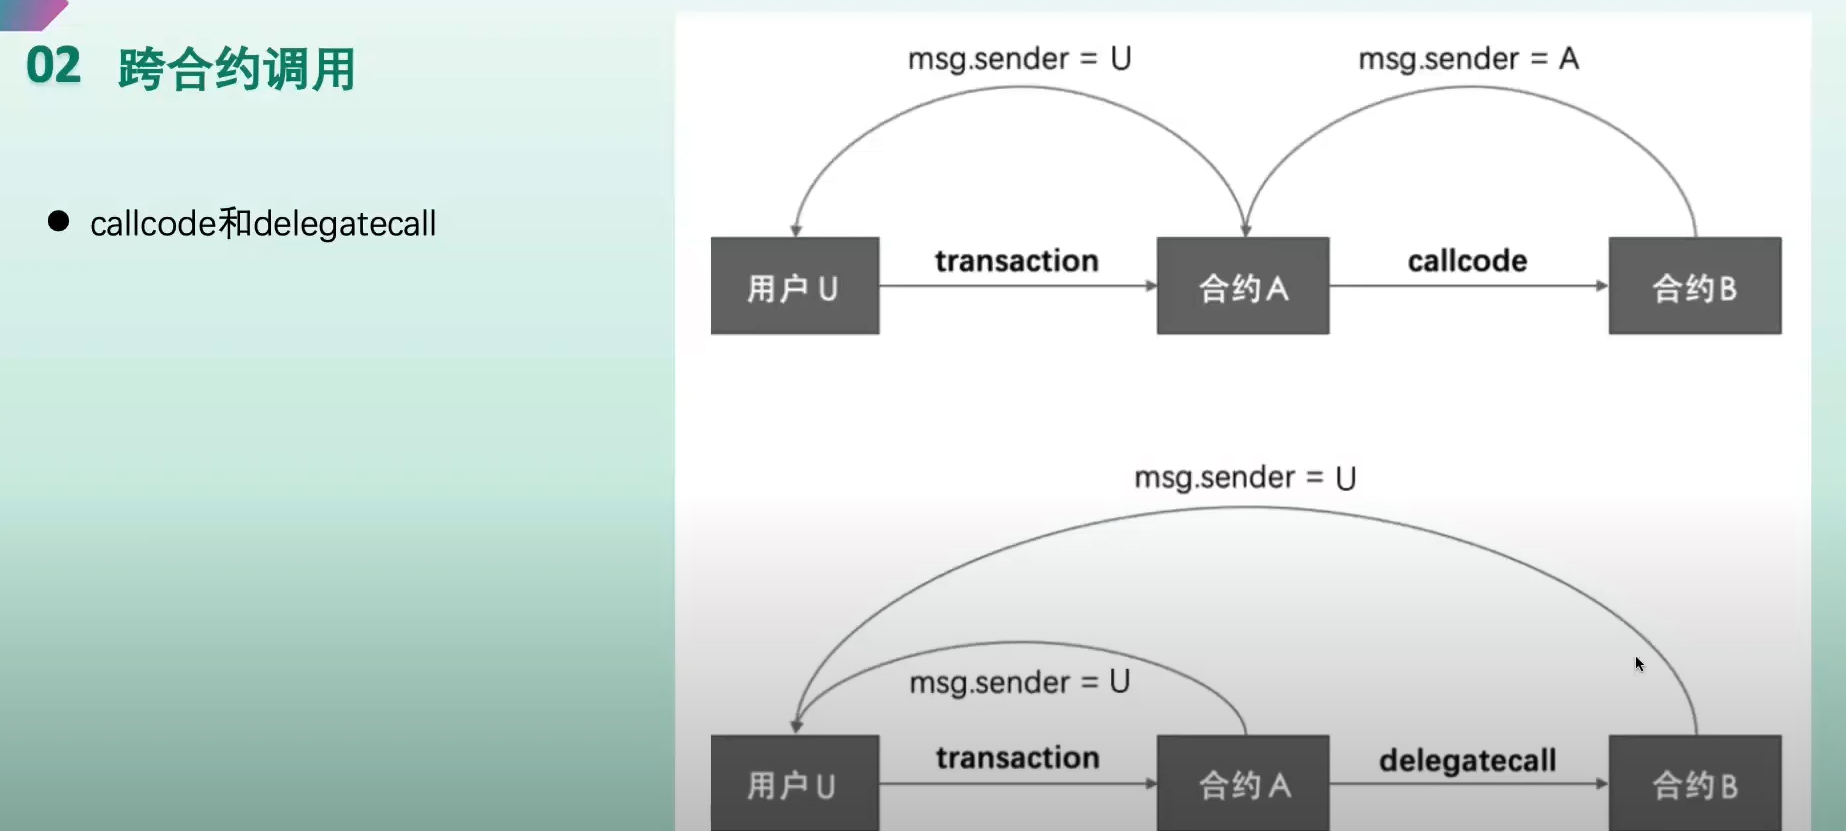 02 跨合约调用
● callcode和delegatecall
msg.sender = U
msg.sender = A
用户 U
transaction
合约 A
callcode
合约 B
msg.sender = U
msg.sender = U
用户 U
transaction
合约 A
delegatecall
合约 B